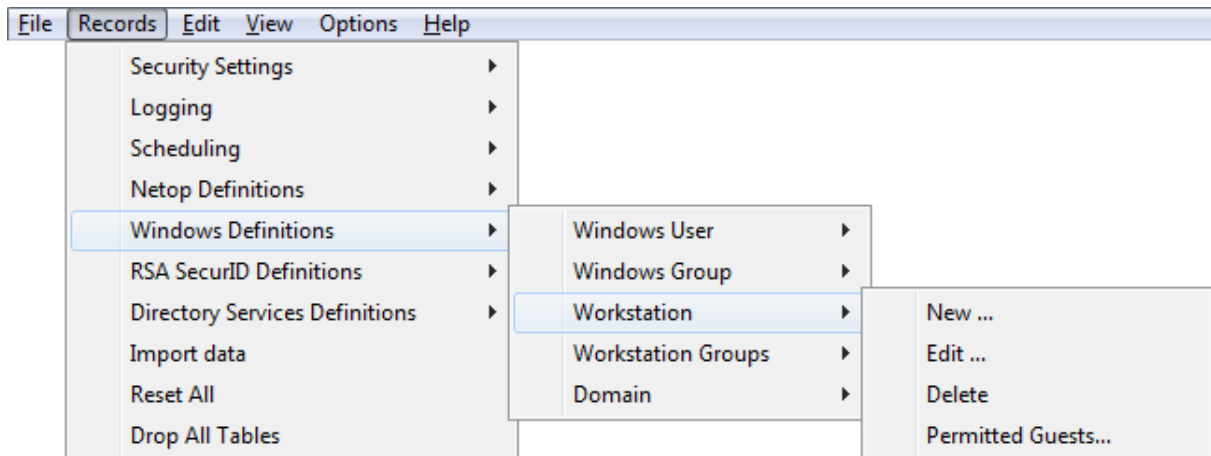 File Records Edit View Options Help
Security Settings
Logging
Scheduling
Netop Definitions
Windows Definitions
RSA SecurID Definitions
Directory Services Definitions
Import data
Reset All
Drop All Tables
Windows User
Windows Group
Workstation
Workstation Groups
Domain
New ...
Edit ...
Delete
Permitted Guests...